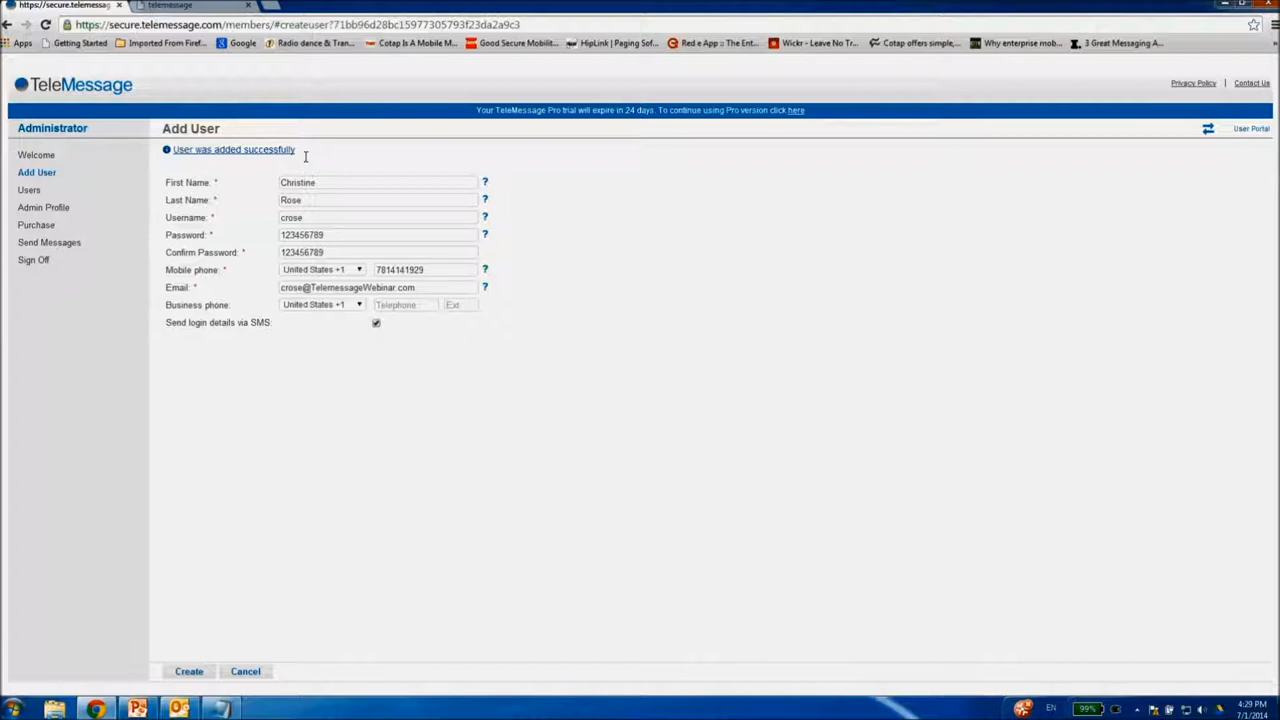 https://secure.telemessag × telemessage ×
https://secure.telemessage.com/members/#createuser?71bb96d28bc15977305793f23da2a9c3
Apps Getting Started Imported From Firef... Google Radio dance & Tran... Cotap Is A Mobile M... Good Secure Mobilit... HipLink | Paging Sof... Red e App :: The Ent... Wickr - Leave No Tr... Cotap offers simple,... Why enterprise mob... 3 Great Messaging A...
TeleMessage
Privacy Policy | Contact Us
Your TeleMessage Pro trial will expire in 24 days. To continue using Pro version click here
Administrator
Add User
User Portal
User was added successfully
Welcome
Add User
Users
Admin Profile
Purchase
Send Messages
Sign Off
First Name: * Christine ?
Last Name: * Rose ?
Username: * crose ?
Password: * 123456789 ?
Confirm Password: * 123456789
Mobile phone: * United States +1 7814141929 ?
Email: * crose@TelemessageWebinar.com ?
Business phone: United States +1 Telephone Ext
Send login details via SMS:
Create Cancel
EN 99% 4:29 PM
7/1/2014